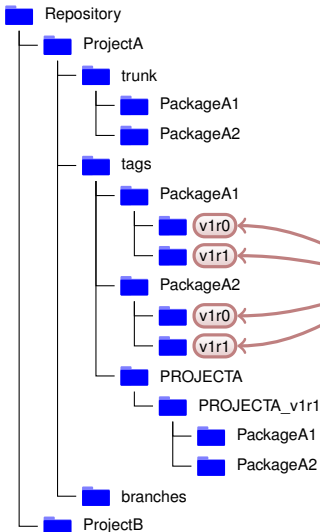 Repository
ProjectA
trunk
PackageA1
PackageA2
tags
PackageA1
v1r0
v1r1
PackageA2
v1r0
v1r1
PROJECTA
PROJECTA_v1r1
PackageA1
PackageA2
branches
ProjectB